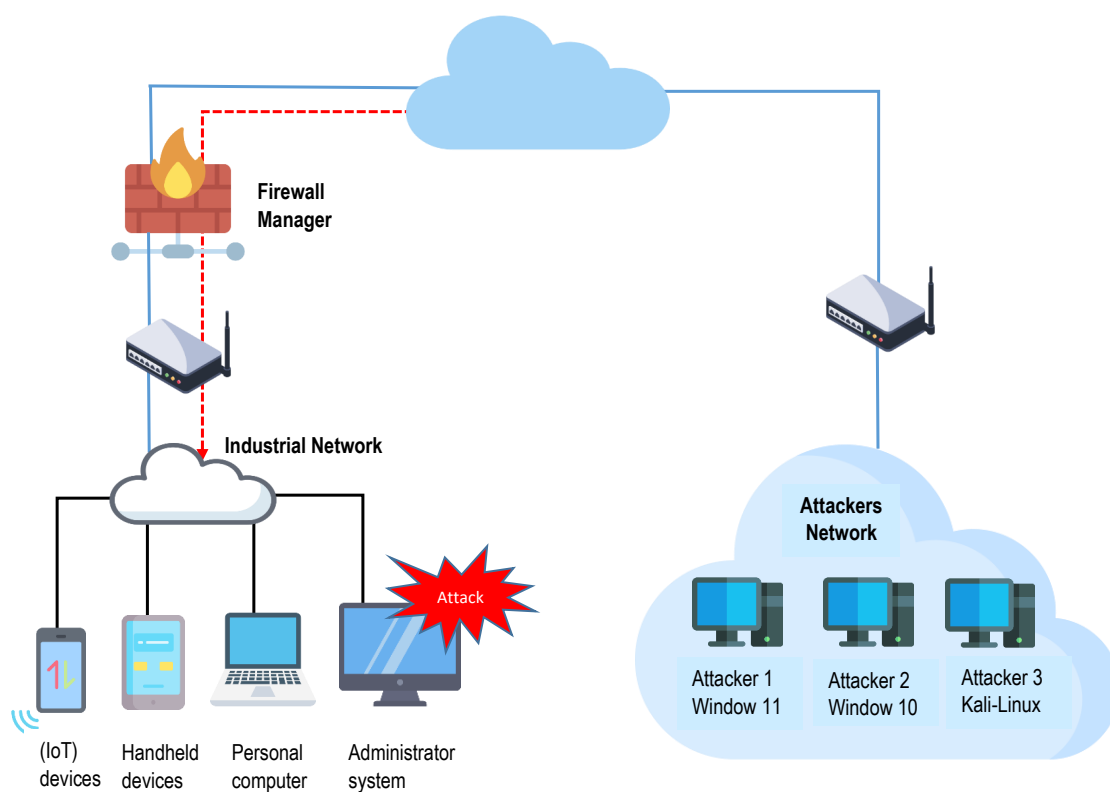 Firewall
Manager
Industrial Network
Attack
(IoT)
devices
Handheld
devices
Personal
computer
Administrator
system
Attackers
Network
Attacker 1
Window 11
Attacker 2
Window 10
Attacker 3
Kali-Linux